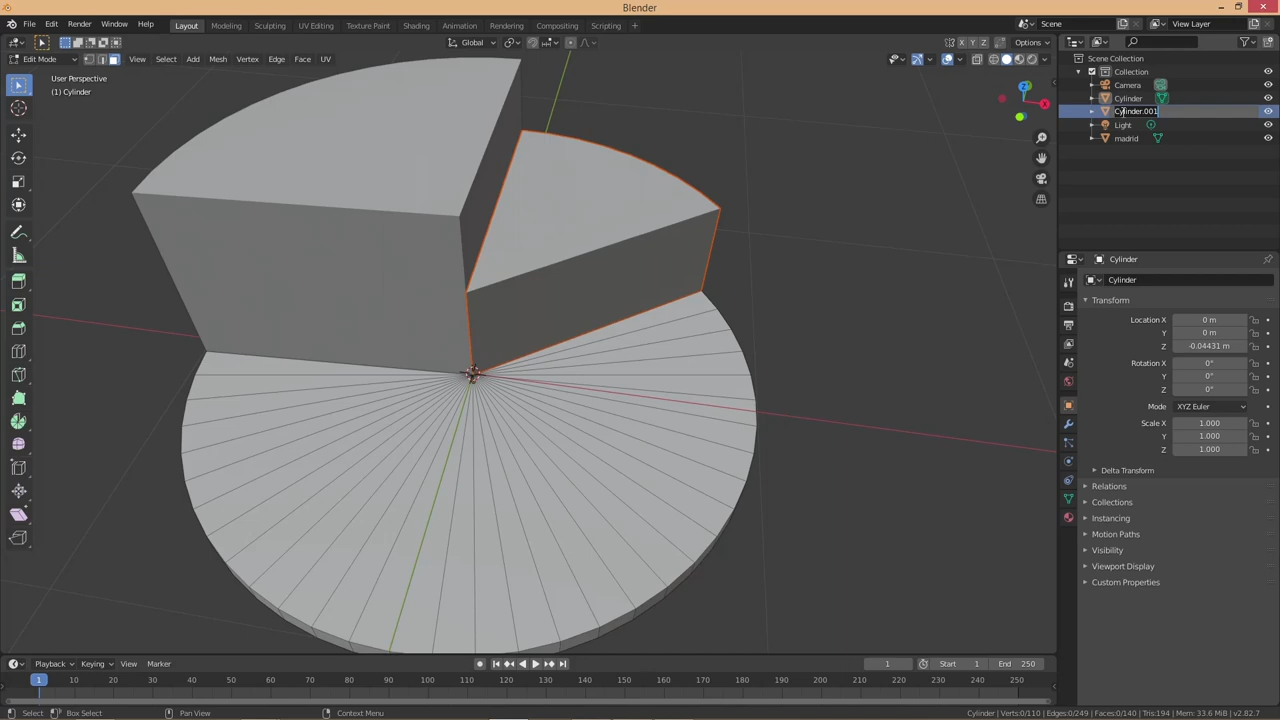 Blender
File Edit Render Window Help Layout Modeling Sculpting UV Editing Texture Paint Shading Animation Rendering Compositing Scripting + Scene View Layer
Global X Y Z Options
Edit Mode View Select Add Mesh Vertex Edge Face UV
User Perspective
(1) Cylinder
Z
X
Y
Scene Collection
Collection
Camera
Cylinder
Cylinder.001
Light
madrid
Cylinder
Cylinder
Transform
Location X 0 m
Y 0 m
Z -0.04431 m
Rotation X 0°
Y 0°
Z 0°
Mode XYZ Euler
Scale X 1.000
Y 1.000
Z 1.000
Delta Transform
Relations
Collections
Instancing
Motion Paths
Visibility
Viewport Display
Custom Properties
Playback Keying View Marker 1 Start 1 End 250
1 10 20 30 40 50 60 70 80 90 100 110 120 130 140 150 160 170 180 190 200 210 220 230 240 250
Select Box Select Pan View Context Menu Cylinder | Verts:0/110 | Edges:0/249 | Faces:0/140 | Tris:194 | Mem: 33.6 MiB | v2.82.7